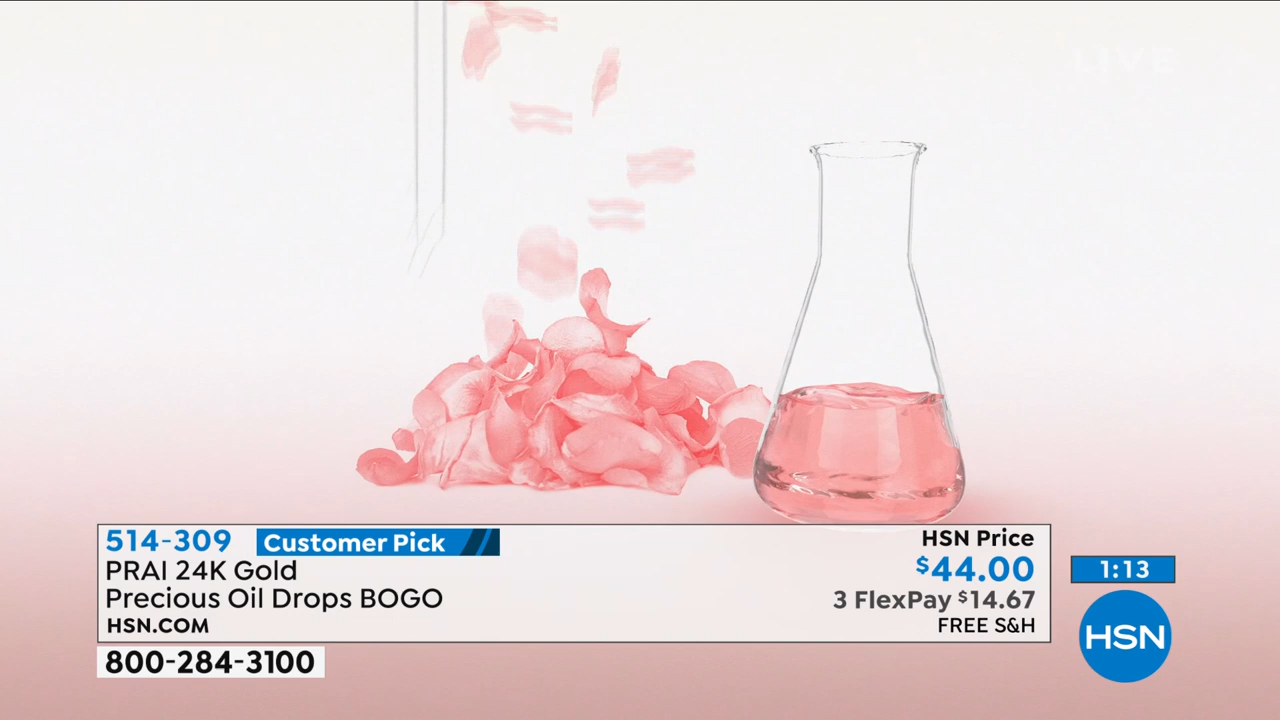 LIVE
514-309 Customer Pick
PRAI 24K Gold
Precious Oil Drops BOGO
HSN.COM
800-284-3100
HSN Price
$44.00
3 FlexPay $14.67
FREE S&H
1:13
HSN